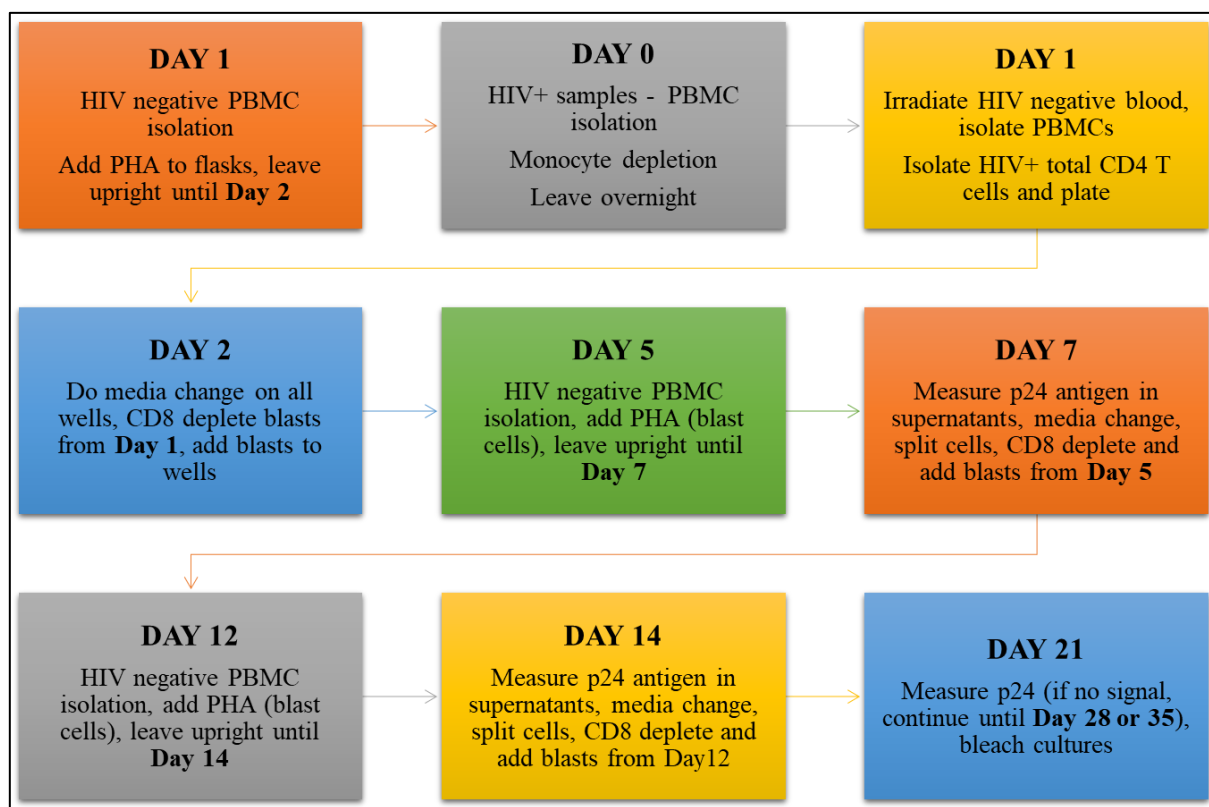 DAY 1
HIV negative PBMC
isolation
Add PHA to flasks, leave
upright until Day 2
DAY 0
HIV+ samples - PBMC
isolation
Monocyte depletion
Leave overnight
DAY 1
Irradiate HIV negative blood,
isolate PBMCs
Isolate HIV+ total CD4 T
cells and plate
DAY 2
Do media change on all
wells, CD8 deplete blasts
from Day 1, add blasts to
wells
DAY 5
HIV negative PBMC
isolation, add PHA (blast
cells), leave upright until
Day 7
DAY 7
Measure p24 antigen in
supernatants, media change,
split cells, CD8 deplete and
add blasts from Day 5
DAY 12
HIV negative PBMC
isolation, add PHA (blast
cells), leave upright until
Day 14
DAY 14
Measure p24 antigen in
supernatants, media change,
split cells, CD8 deplete and
add blasts from Day12
DAY 21
Measure p24 (if no signal,
continue until Day 28 or 35),
bleach cultures